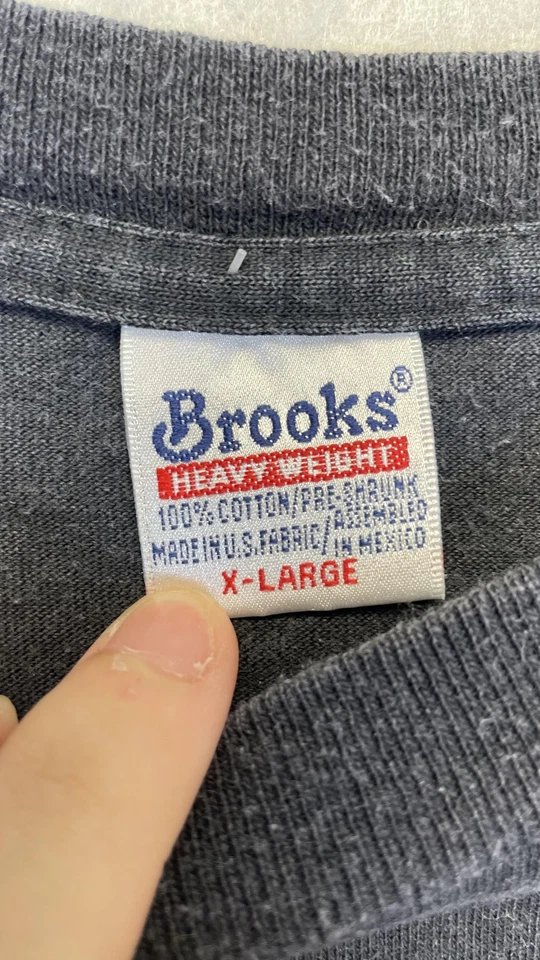 Brooks®
HEAVY WEIGHT
100% COTTON/PRE-SHRUNK
MADE IN U.S. FABRIC/ASSEMBLED IN MEXICO
X-LARGE